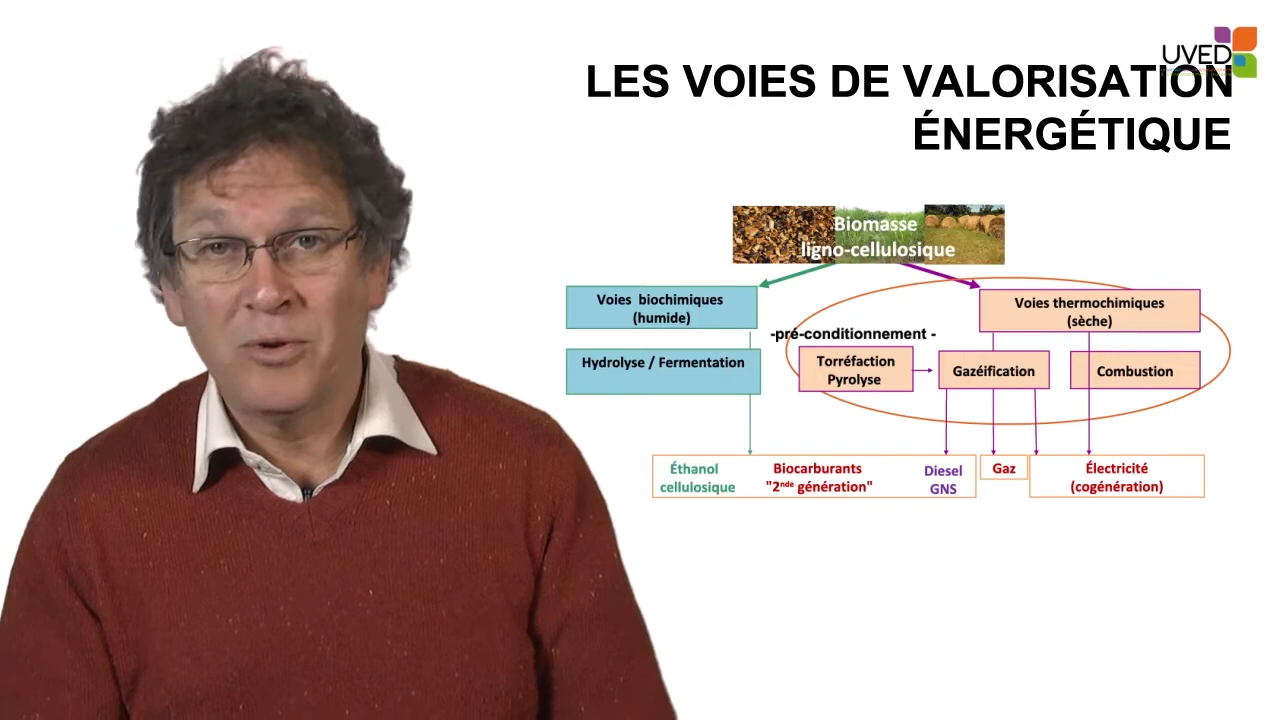 UVED
LES VOIES DE VALORISATION
ÉNERGÉTIQUE
Biomasse
ligno-cellulosique
Voies biochimiques
(humide)
Voies thermochimiques
(sèche)
-pré-conditionnement -
Hydrolyse / Fermentation
Torréfaction
Pyrolyse
Gazéification
Combustion
Éthanol
cellulosique
Biocarburants
"2nde génération"
Diesel
GNS
Gaz
Électricité
(cogénération)